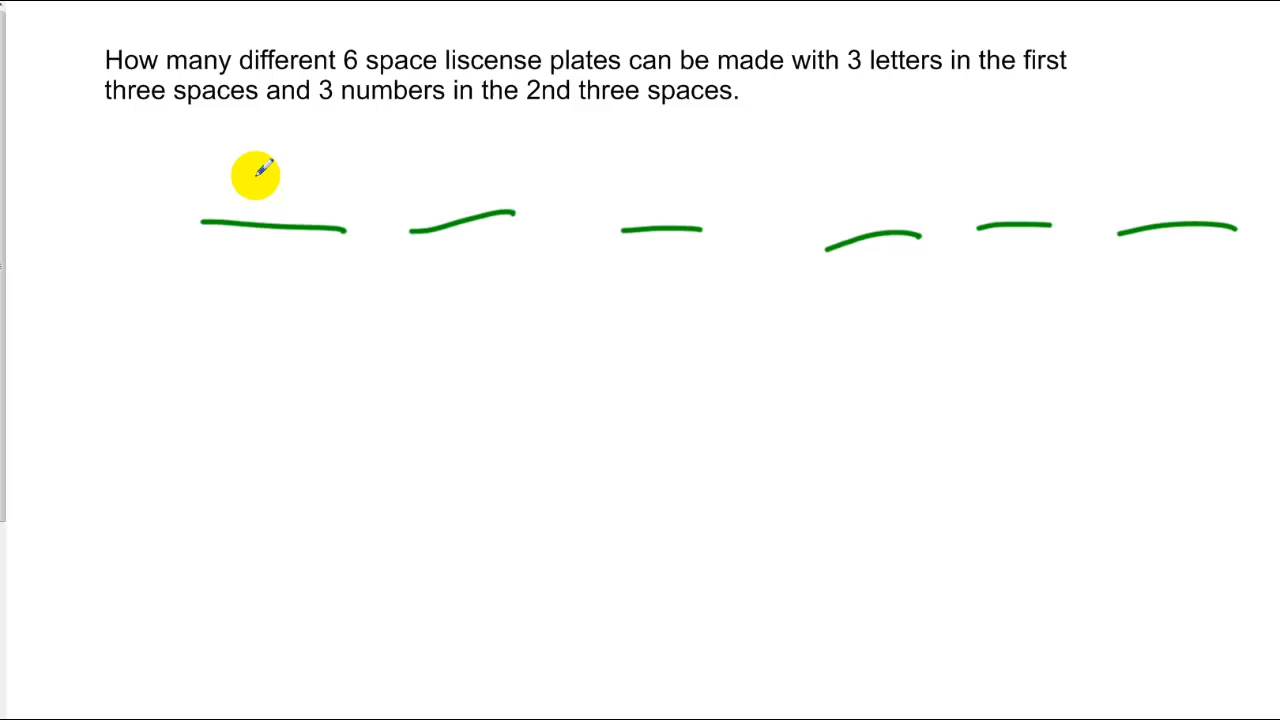 How many different 6 space liscense plates can be made with 3 letters in the first
three spaces and 3 numbers in the 2nd three spaces.